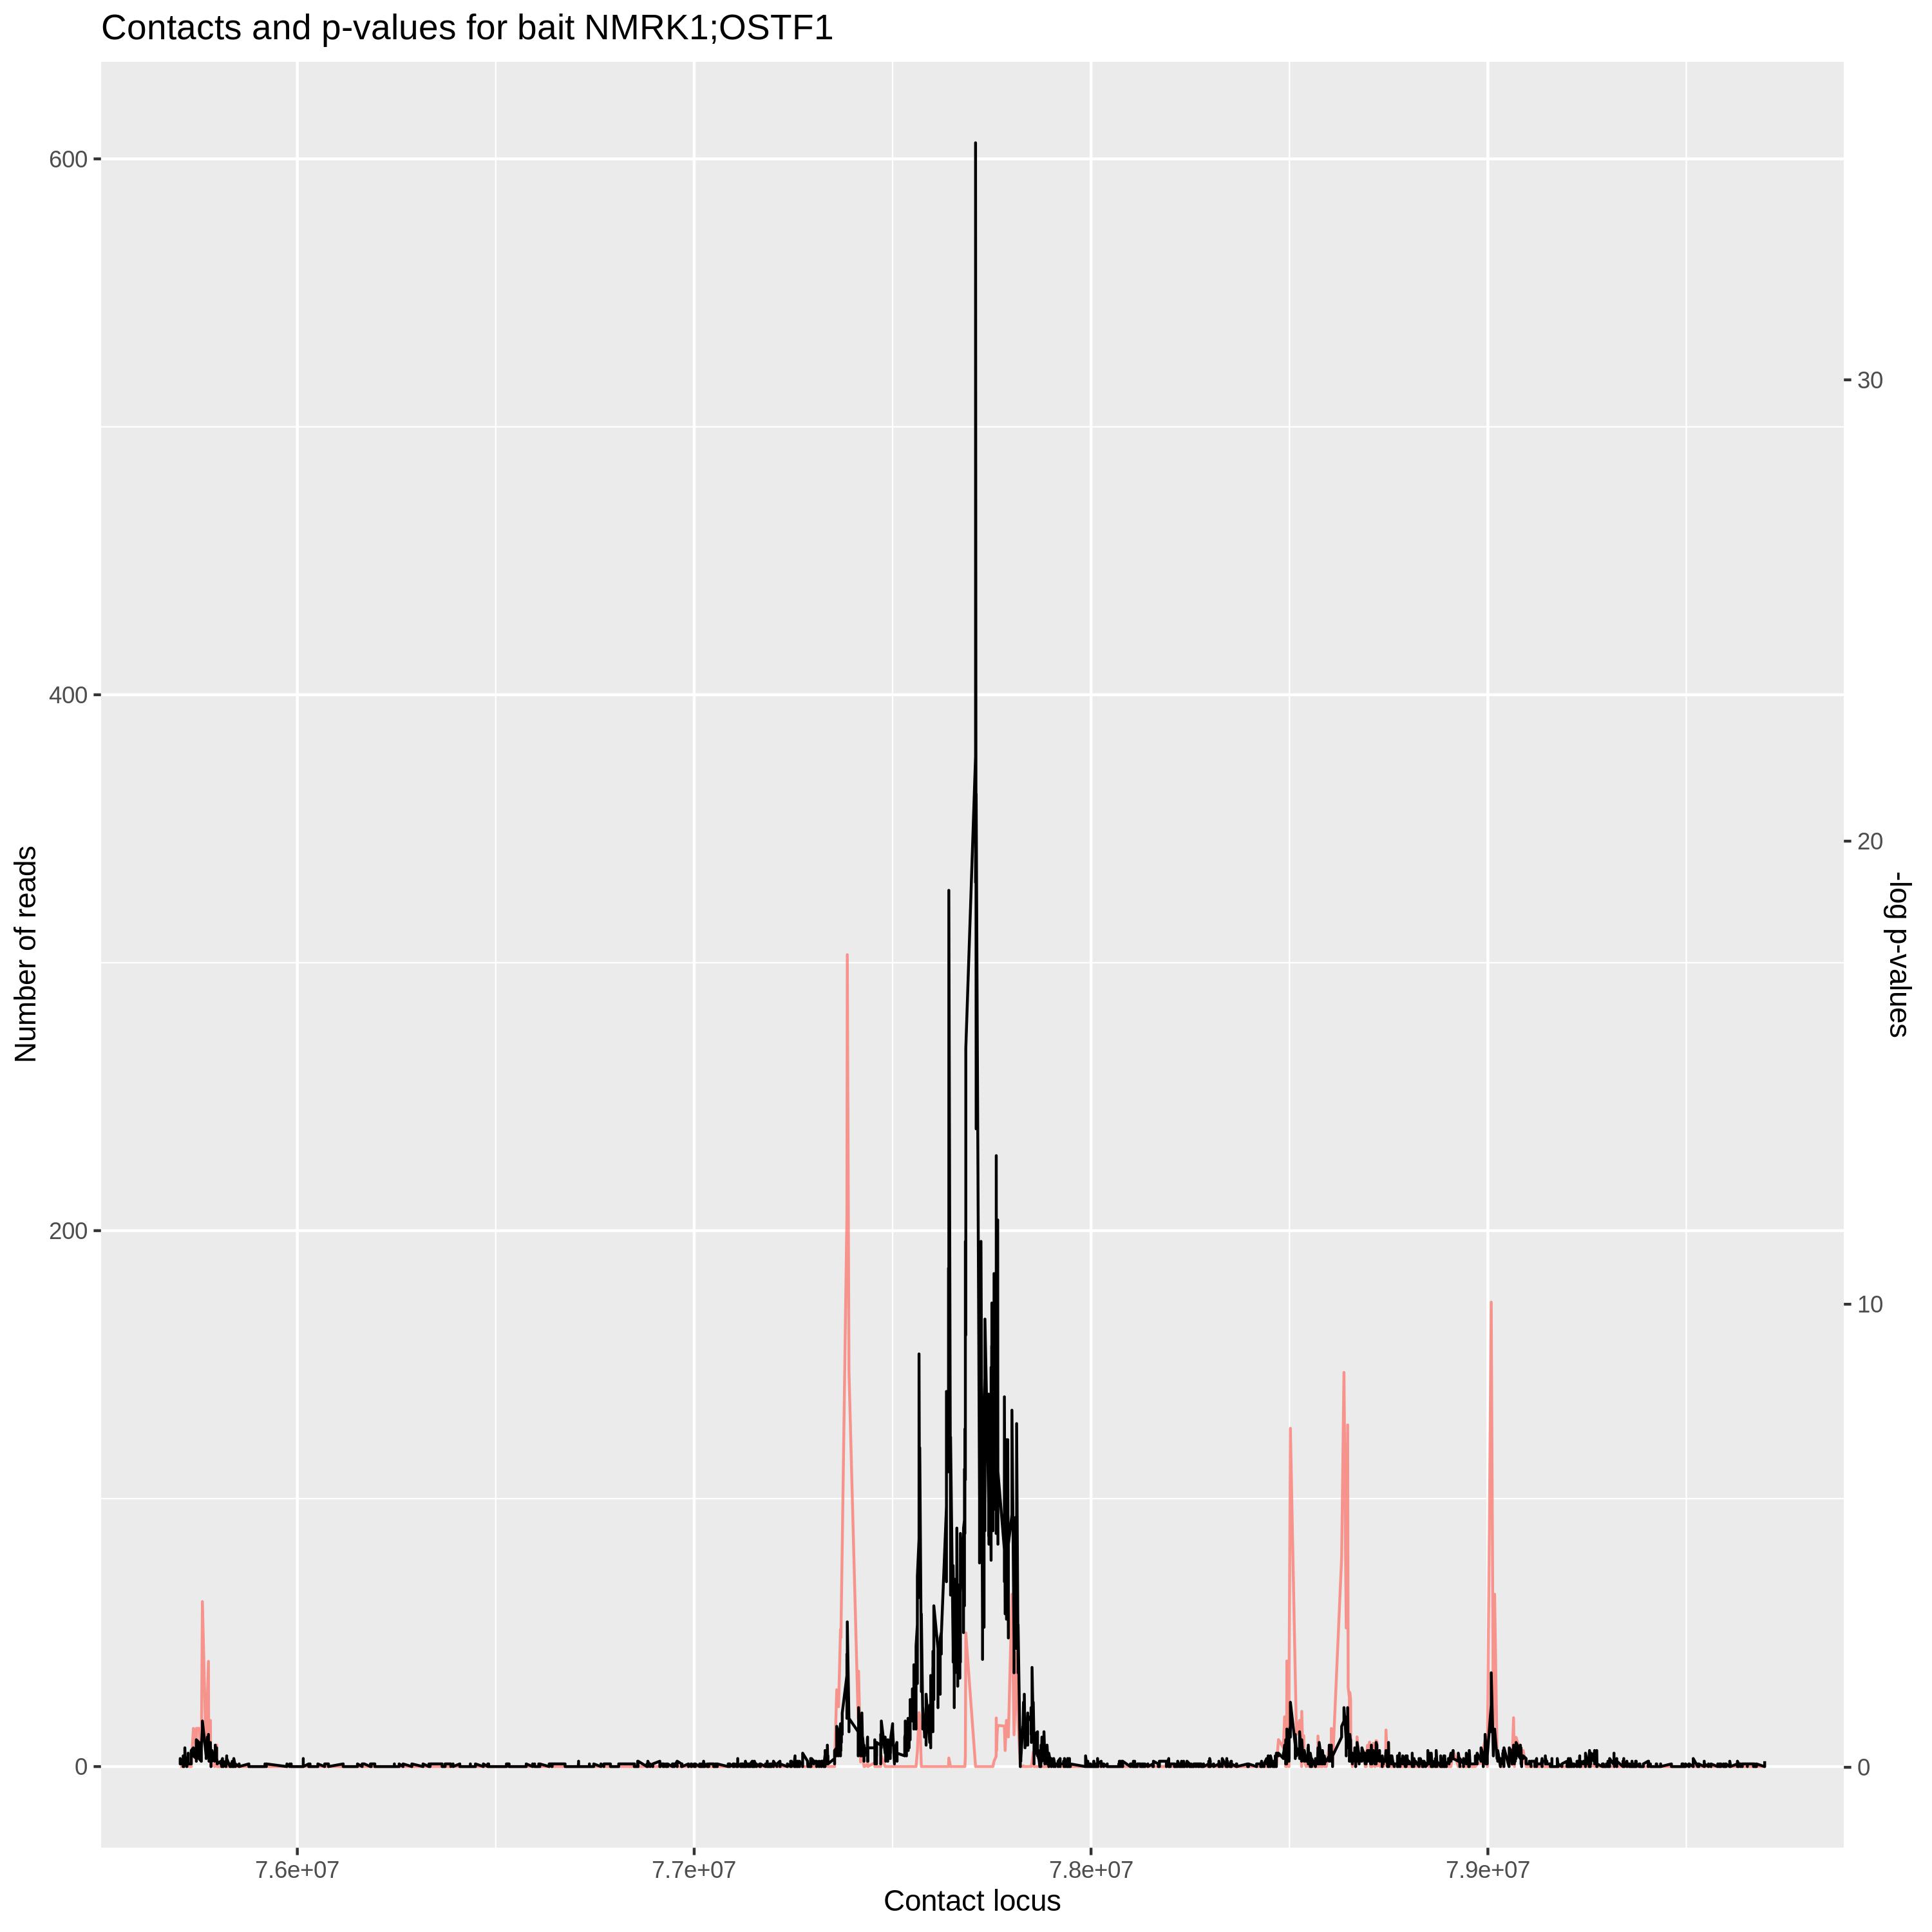 Contacts and p-values for bait NMRK1;OSTF1
600
400
200
0
Number of reads
30
20
10
0
-log p-values
7.6e+07
7.7e+07
7.8e+07
7.9e+07
Contact locus